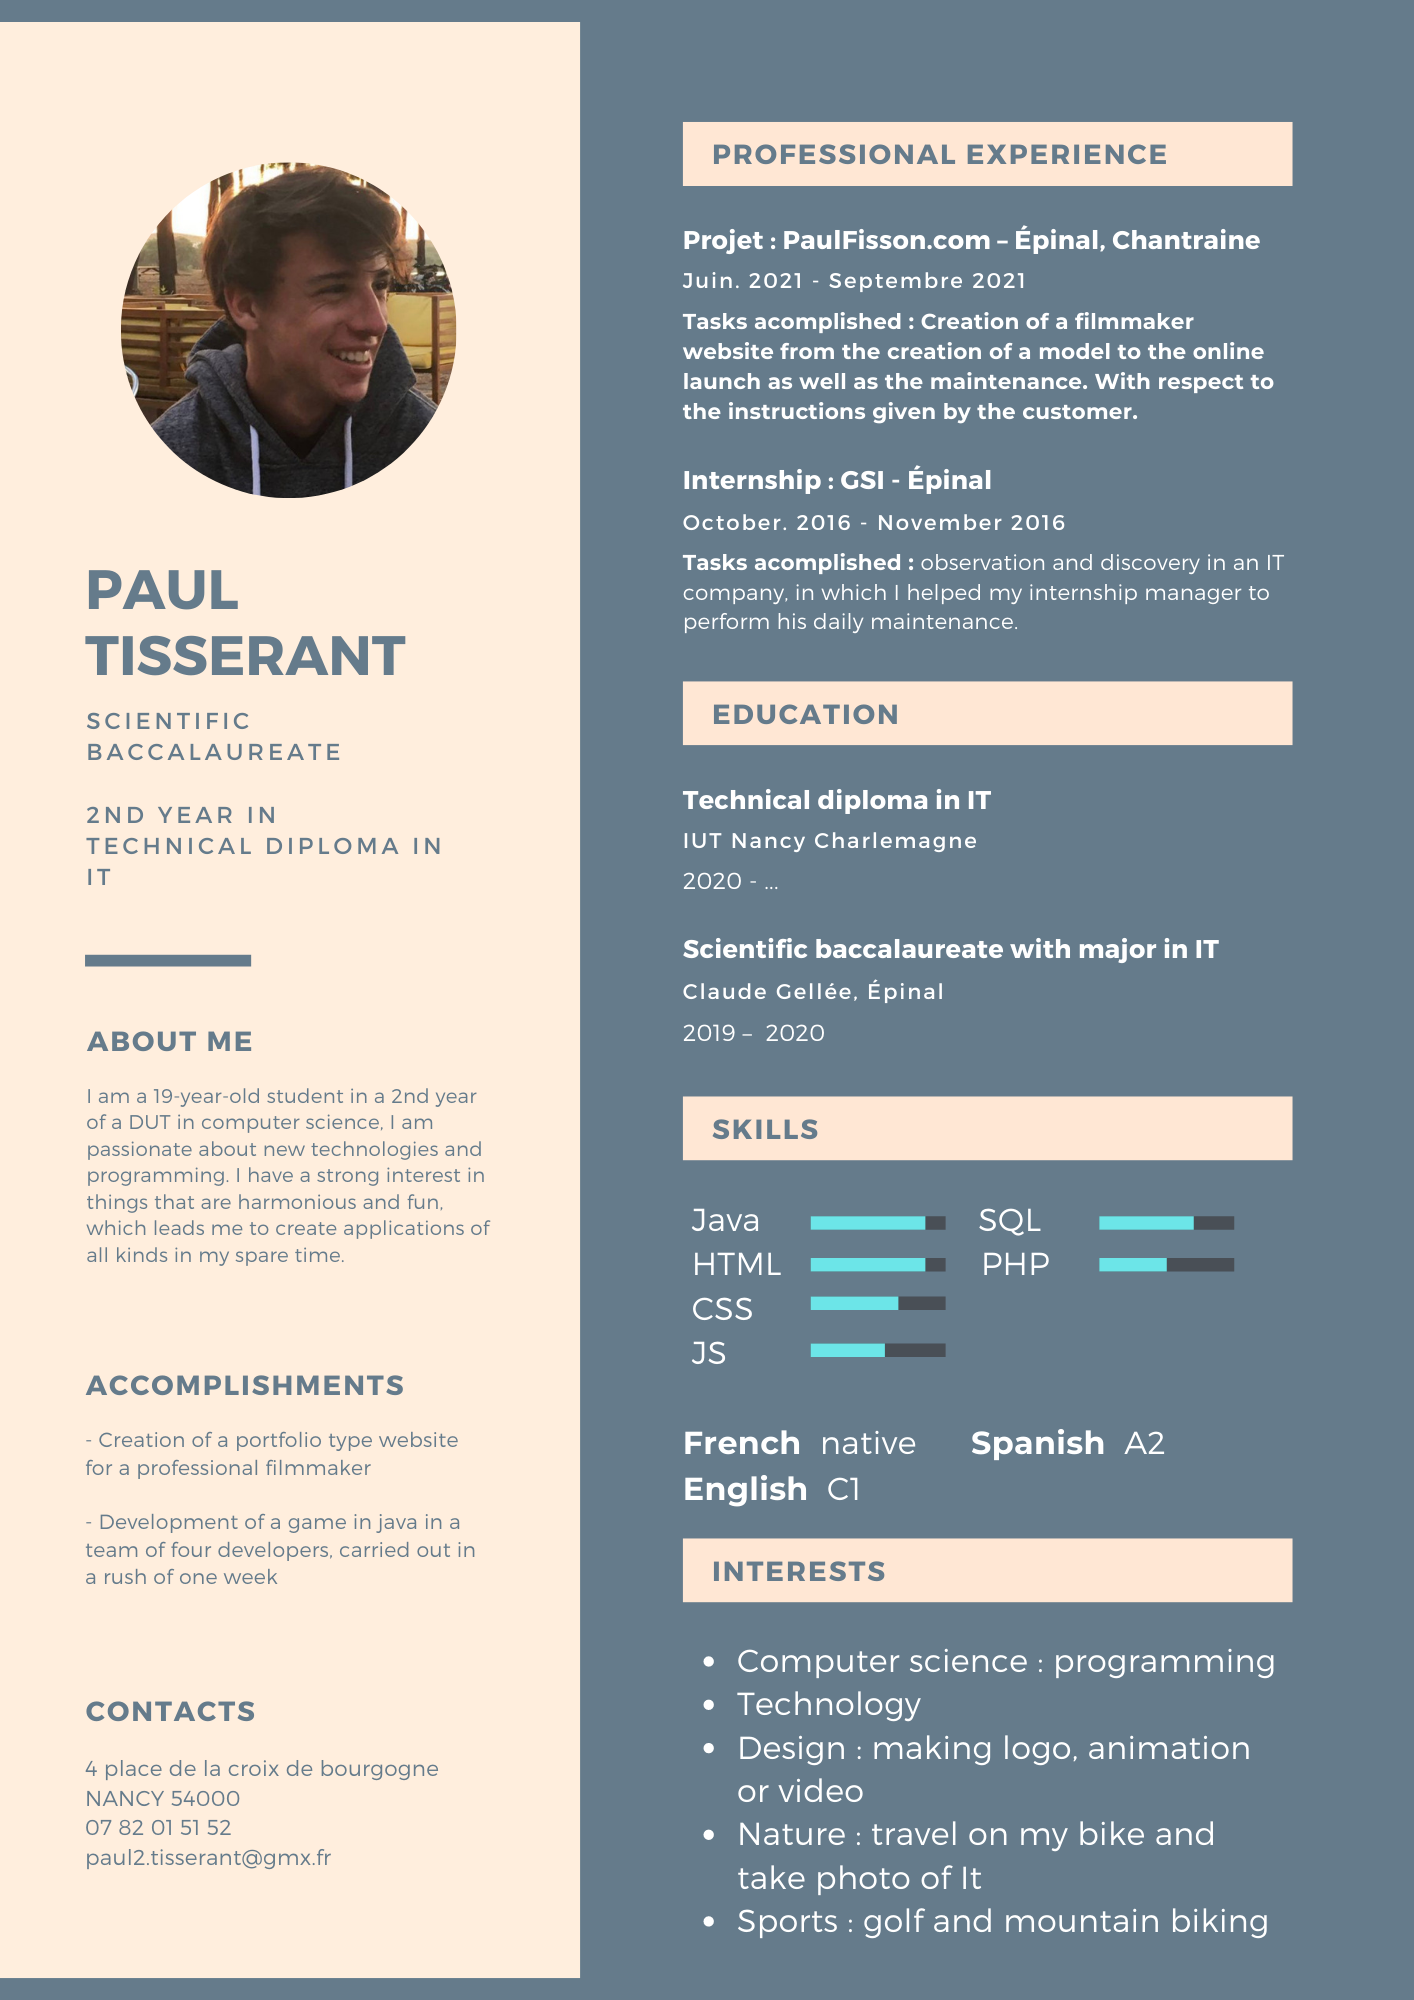 PAUL
TISSERANT
SCIENTIFIC
BACCALAUREATE
2ND YEAR IN
TECHNICAL DIPLOMA IN
IT
ABOUT ME
I am a 19-year-old student in a 2nd year
of a DUT in computer science, I am
passionate about new technologies and
programming. I have a strong interest in
things that are harmonious and fun,
which leads me to create applications of
all kinds in my spare time.
ACCOMPLISHMENTS
- Creation of a portfolio type website
for a professional filmmaker
- Development of a game in java in a
team of four developers, carried out in
a rush of one week
CONTACTS
4 place de la croix de bourgogne
NANCY 54000
07 82 01 51 52
paul2.tisserant@gmx.fr
PROFESSIONAL EXPERIENCE
Projet : PaulFisson.com – Épinal, Chantraine
Juin. 2021 - Septembre 2021
Tasks acomplished : Creation of a filmmaker
website from the creation of a model to the online
launch as well as the maintenance. With respect to
the instructions given by the customer.
Internship : GSI - Épinal
October. 2016 - November 2016
Tasks acomplished : observation and discovery in an IT
company, in which I helped my internship manager to
perform his daily maintenance.
EDUCATION
Technical diploma in IT
IUT Nancy Charlemagne
2020 - ...
Scientific baccalaureate with major in IT
Claude Gellée, Épinal
2019 – 2020
SKILLS
Java SQL
HTML PHP
CSS
JS
French native Spanish A2
English C1
INTERESTS
• Computer science : programming
• Technology
• Design : making logo, animation
or video
• Nature : travel on my bike and
take photo of It
• Sports : golf and mountain biking